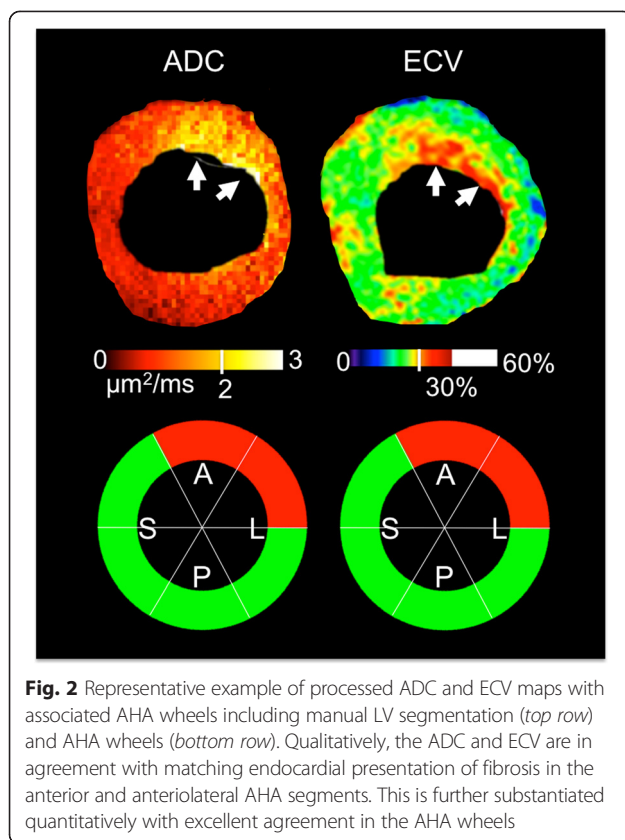 ADC ECV
0 3
μm²/ms 2
0 60%
30%
A
S L
P
A
S L
P
Fig. 2 Representative example of processed ADC and ECV maps with
associated AHA wheels including manual LV segmentation (top row)
and AHA wheels (bottom row). Qualitatively, the ADC and ECV are in
agreement with matching endocardial presentation of fibrosis in the
anterior and anteriolateral AHA segments. This is further substantiated
quantitatively with excellent agreement in the AHA wheels